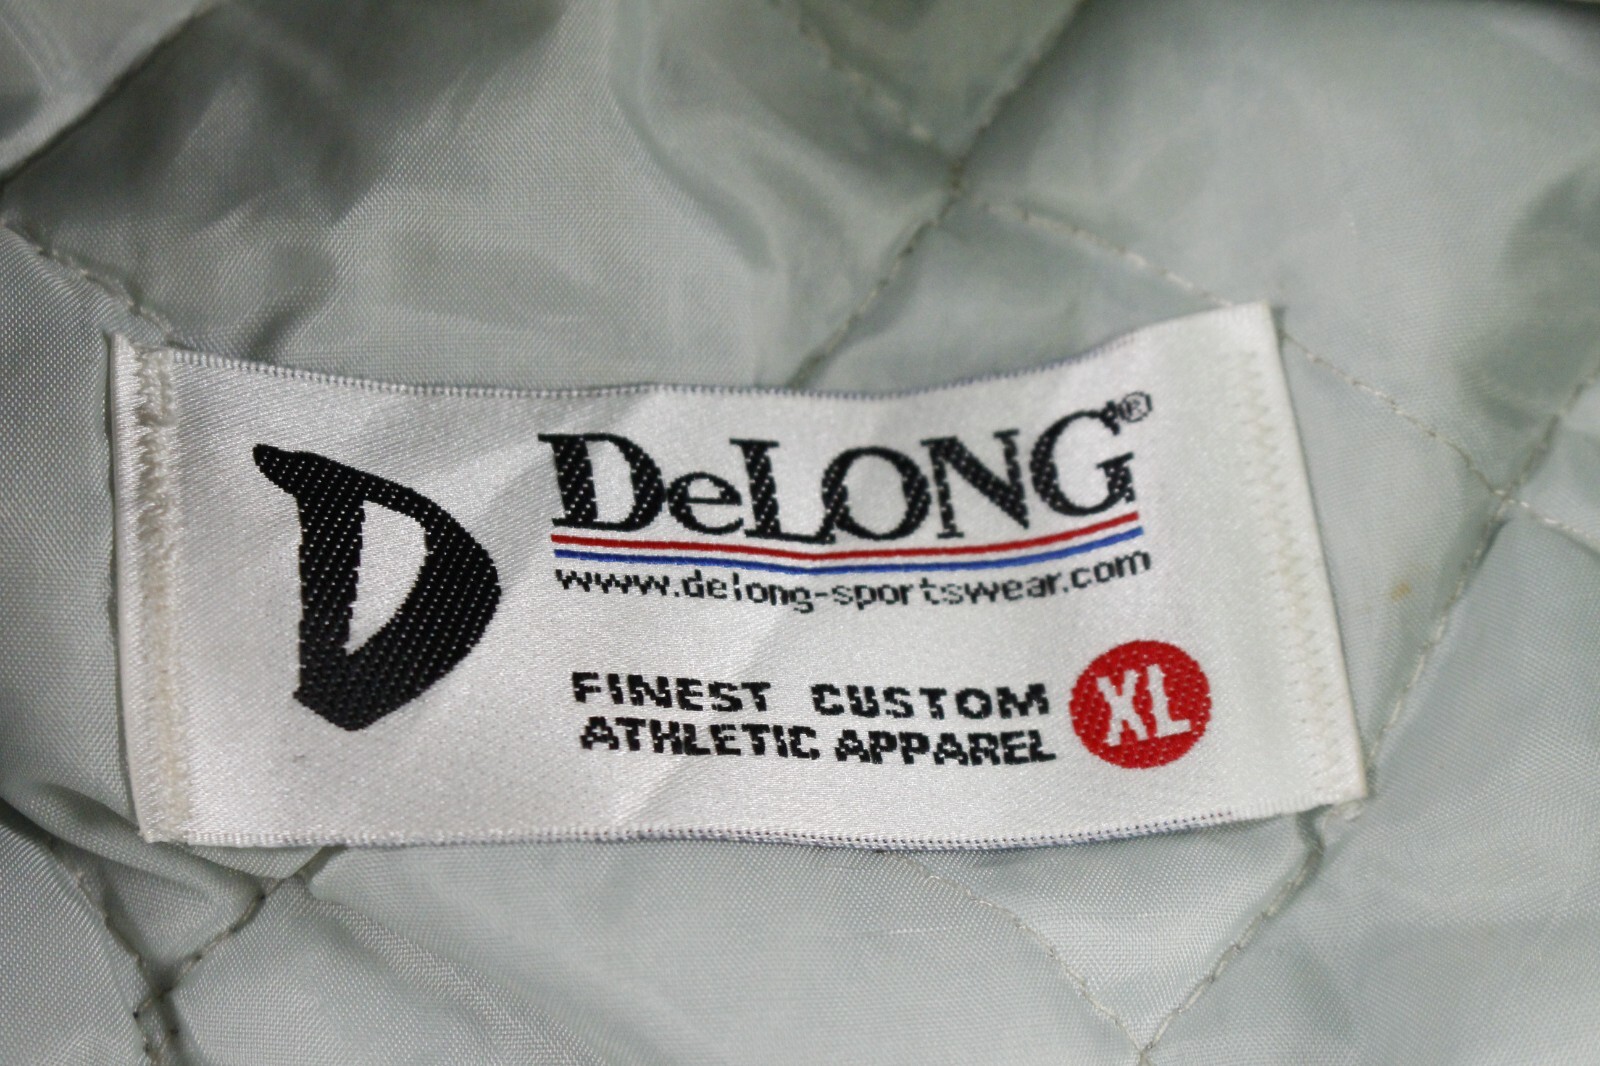 D
DeLONG®
www.delong-sportswear.com
FINEST CUSTOM
ATHLETIC APPAREL
XL